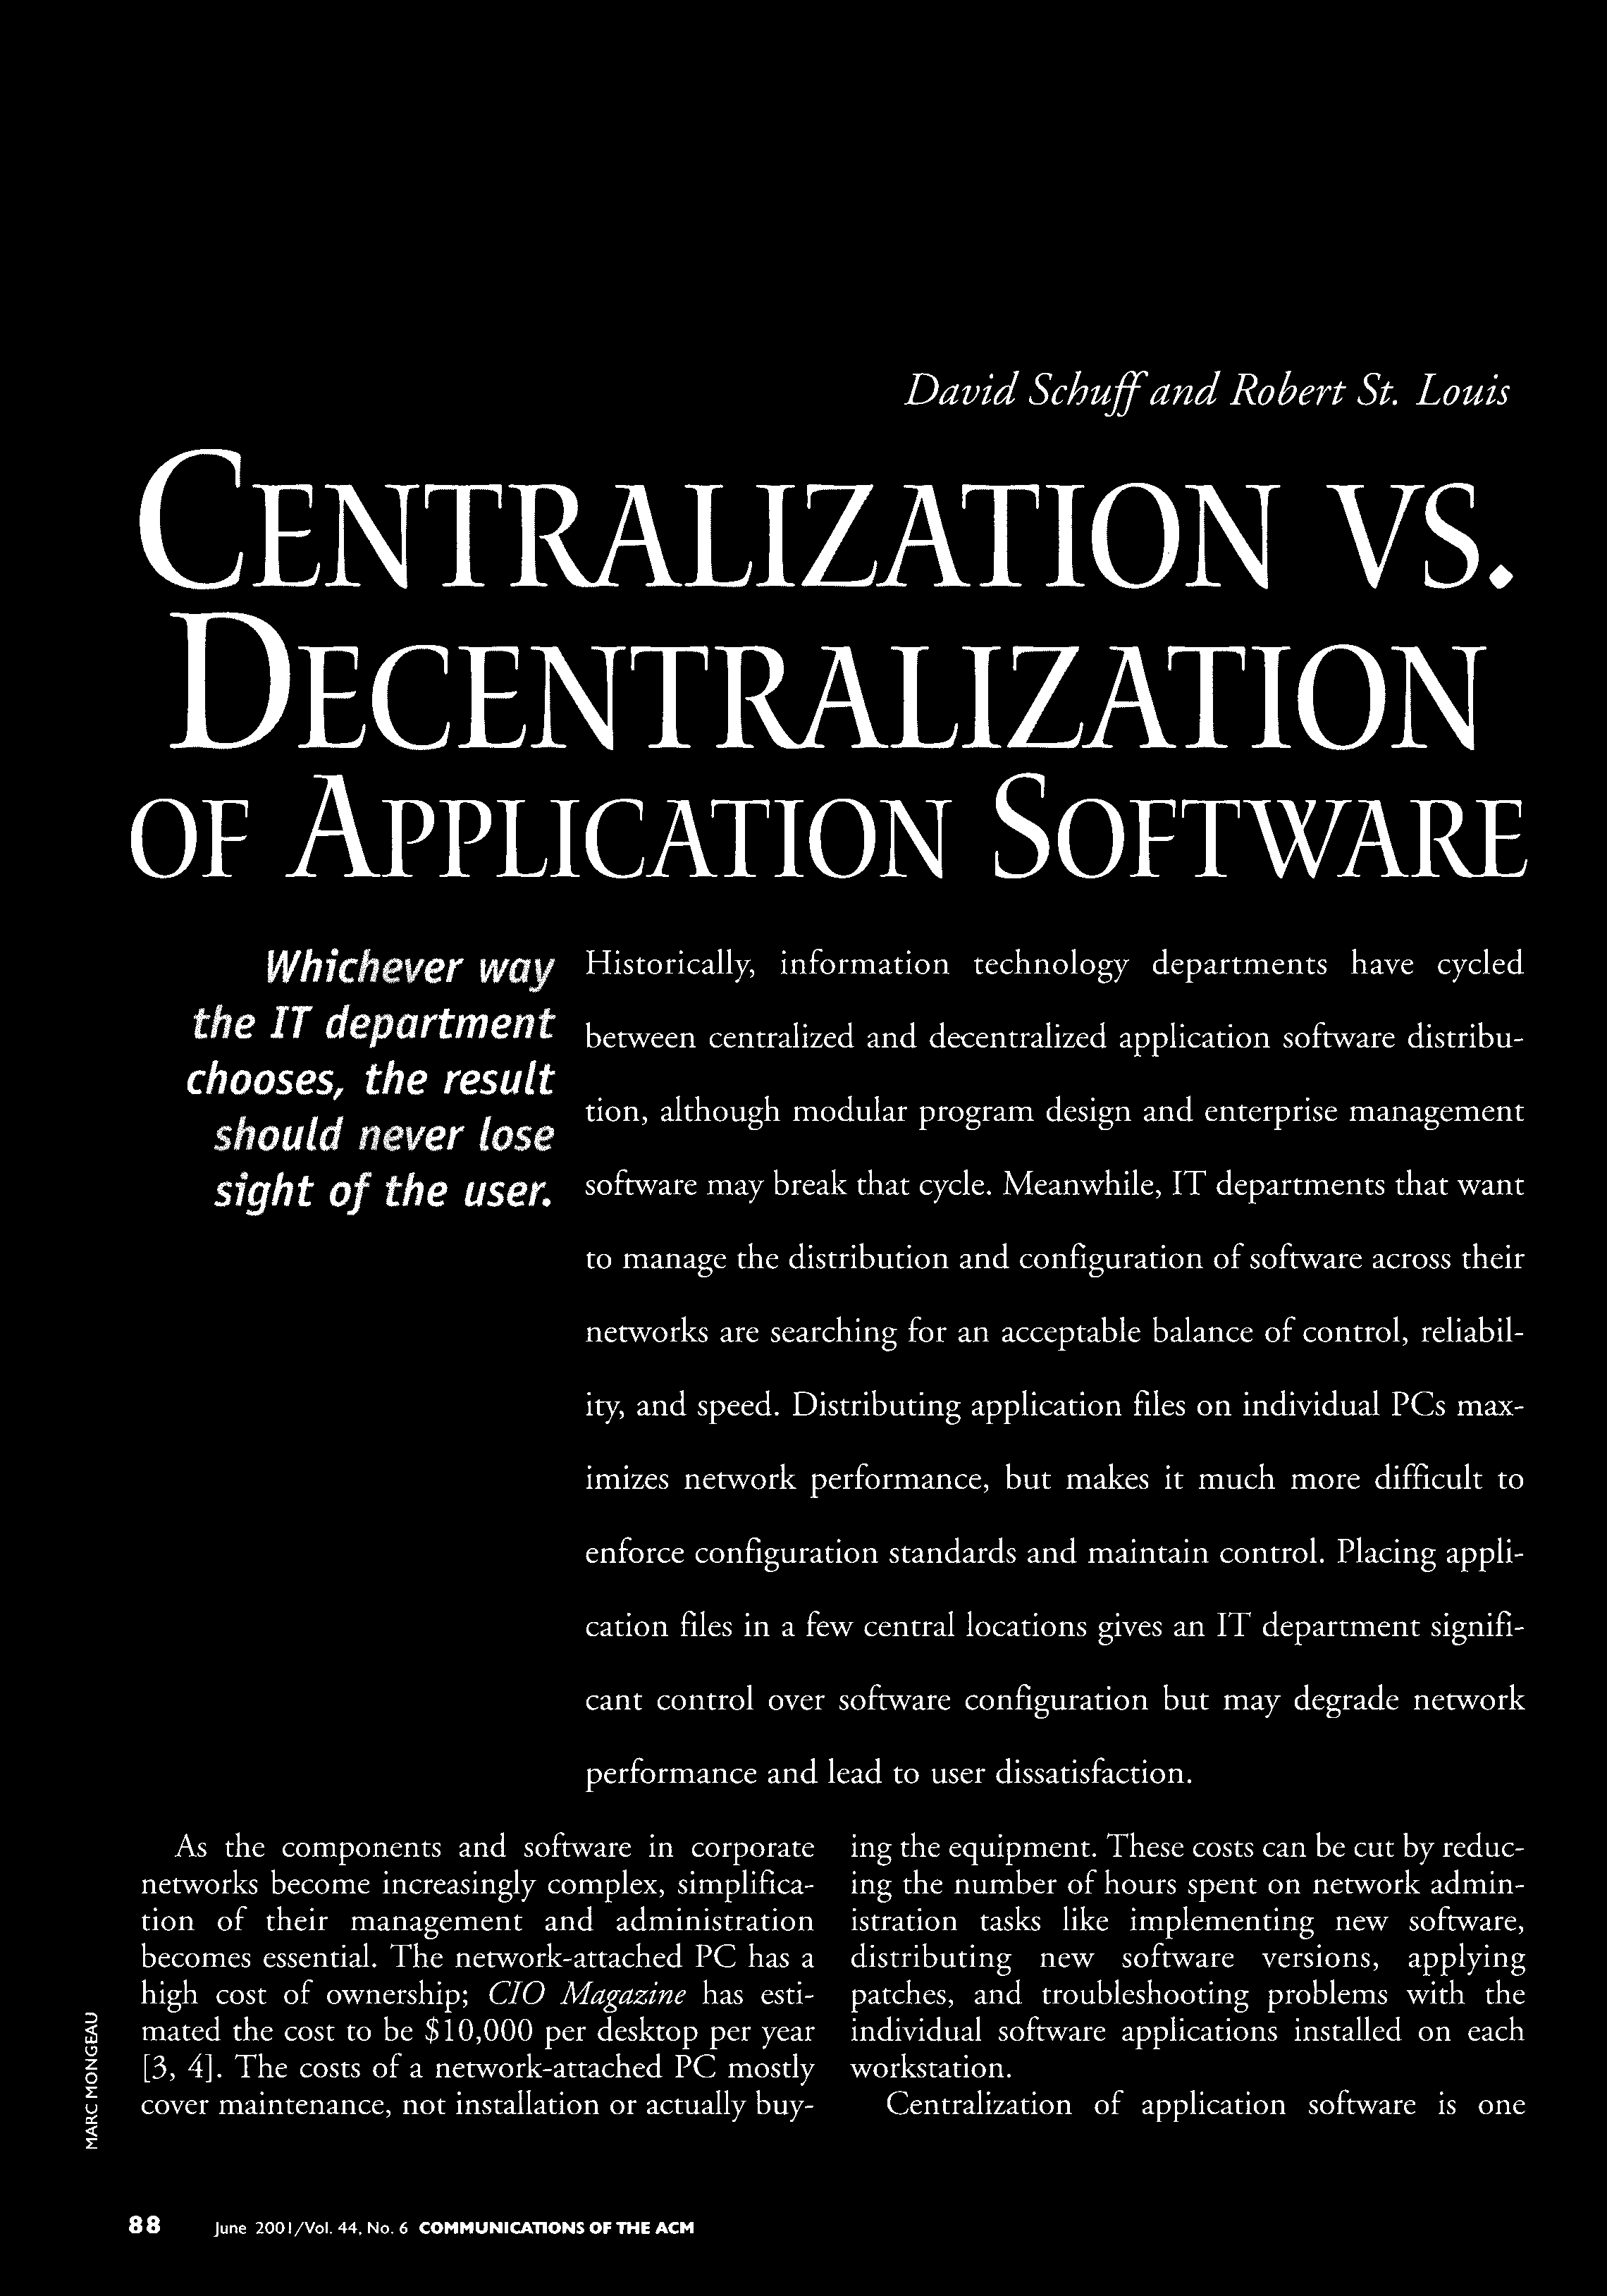 David Schuff and Robert St. Louis
CENTRALIZATION VS.
DECENTRALIZATION
OF APPLICATION SOFTWARE
Whichever way
the IT department
chooses, the result
should never lose
sight of the user.
Historically, information technology departments have cycled
between centralized and decentralized application software distribu-
tion, although modular program design and enterprise management
software may break that cycle. Meanwhile, IT departments that want
to manage the distribution and configuration of software across their
networks are searching for an acceptable balance of control, reliabil-
ity, and speed. Distributing application files on individual PCs max-
imizes network performance, but makes it much more difficult to
enforce configuration standards and maintain control. Placing appli-
cation files in a few central locations gives an IT department signifi-
cant control over software configuration but may degrade network
performance and lead to user dissatisfaction.
As the components and software in corporate
networks become increasingly complex, simplifica-
tion of their management and administration
becomes essential. The network-attached PC has a
high cost of ownership; CIO Magazine has esti-
mated the cost to be $10,000 per desktop per year
[3, 4]. The costs of a network-attached PC mostly
cover maintenance, not installation or actually buy-
ing the equipment. These costs can be cut by reduc-
ing the number of hours spent on network admin-
istration tasks like implementing new software,
distributing new software versions, applying
patches, and troubleshooting problems with the
individual software applications installed on each
workstation.
Centralization of application software is one
MARC MONGEAU
88 June 2001/Vol. 44, No. 6 COMMUNICATIONS OF THE ACM